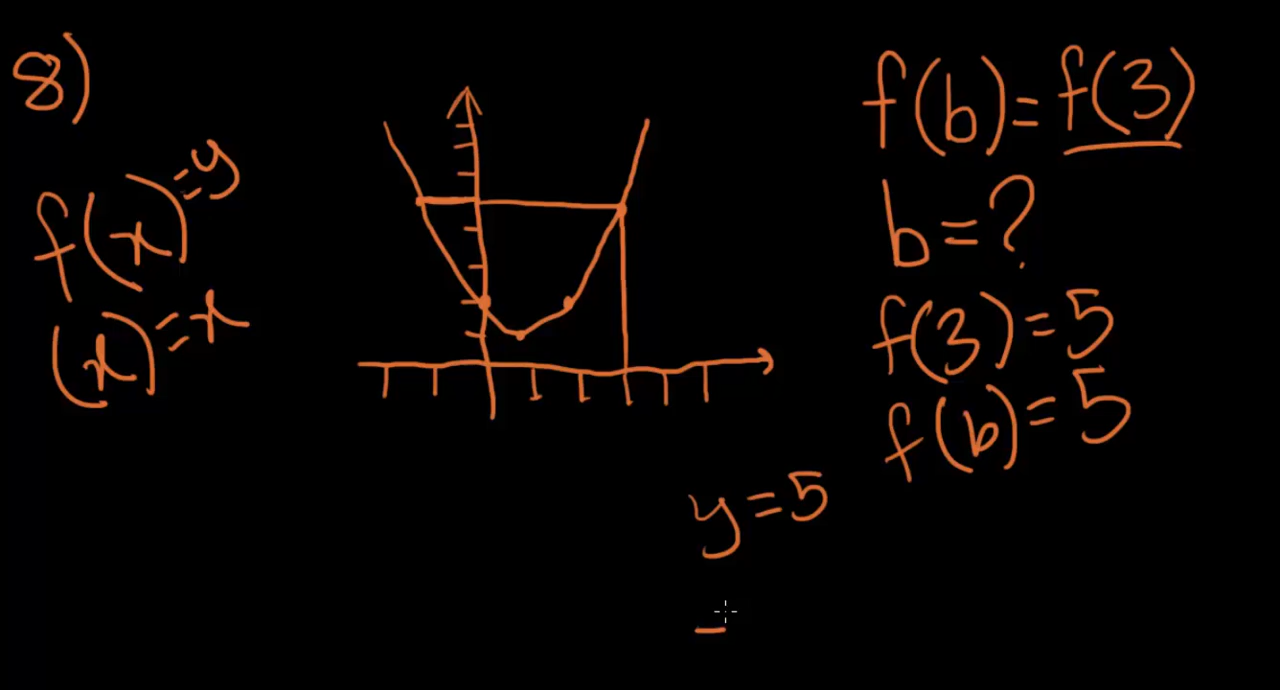 8)
f(x)=y
(x)=x
f(b)=f(3)
b=?
f(3)=5
f(b)=5
y=5